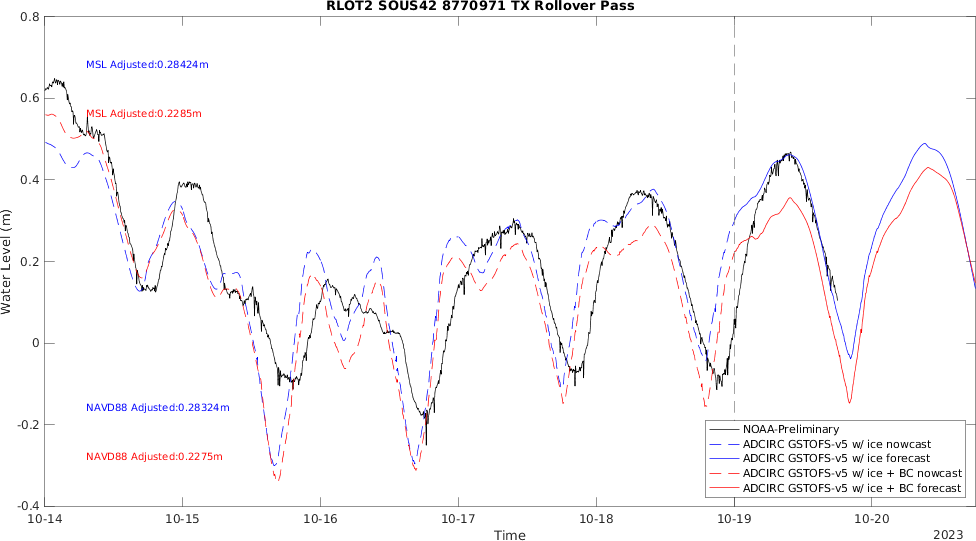 RLOT2 SOUS42 8770971 TX Rollover Pass
0.8
0.6
0.4
0.2
0
-0.2
-0.4
Water Level (m)
MSL Adjusted:0.28424m
MSL Adjusted:0.2285m
NAVD88 Adjusted:0.28324m
NAVD88 Adjusted:0.2275m
NOAA-Preliminary
ADCIRC GSTOFS-v5 w/ ice nowcast
ADCIRC GSTOFS-v5 w/ ice forecast
ADCIRC GSTOFS-v5 w/ ice + BC nowcast
ADCIRC GSTOFS-v5 w/ ice + BC forecast
10-14 10-15 10-16 10-17 10-18 10-19 10-20
Time
2023